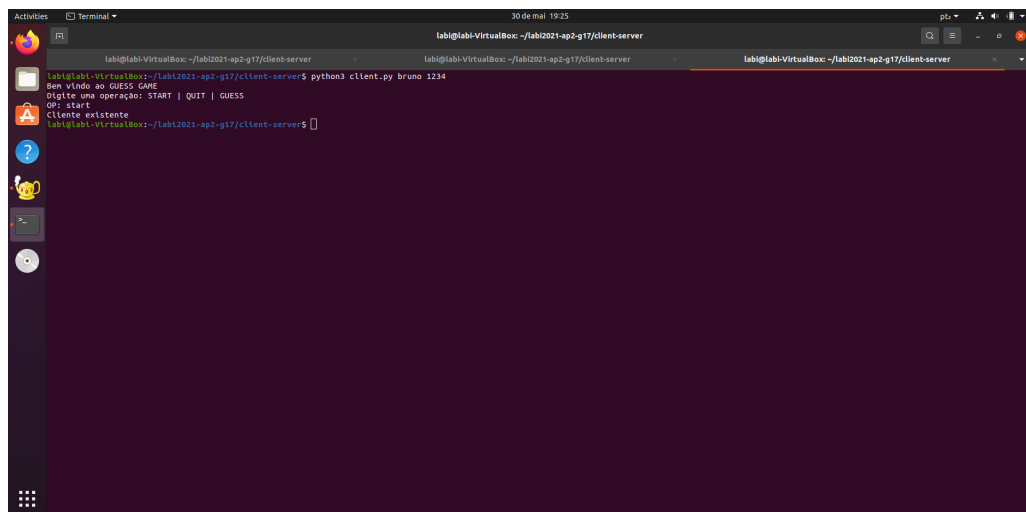 Activities Terminal 30 de mai 19:25 pt₂
labi@labi-VirtualBox: ~/labi2021-ap2-g17/client-server
labi@labi-VirtualBox: ~/labi2021-ap2-g17/client-server labi@labi-VirtualBox: ~/labi2021-ap2-g17/client-server labi@labi-VirtualBox: ~/labi2021-ap2-g17/client-server
labi@labi-VirtualBox:~/labi2021-ap2-g17/client-server$ python3 client.py bruno 1234
Bem vindo ao GUESS GAME
Digite uma operação: START | QUIT | GUESS
OP: start
Cliente existente
labi@labi-VirtualBox:~/labi2021-ap2-g17/client-server$